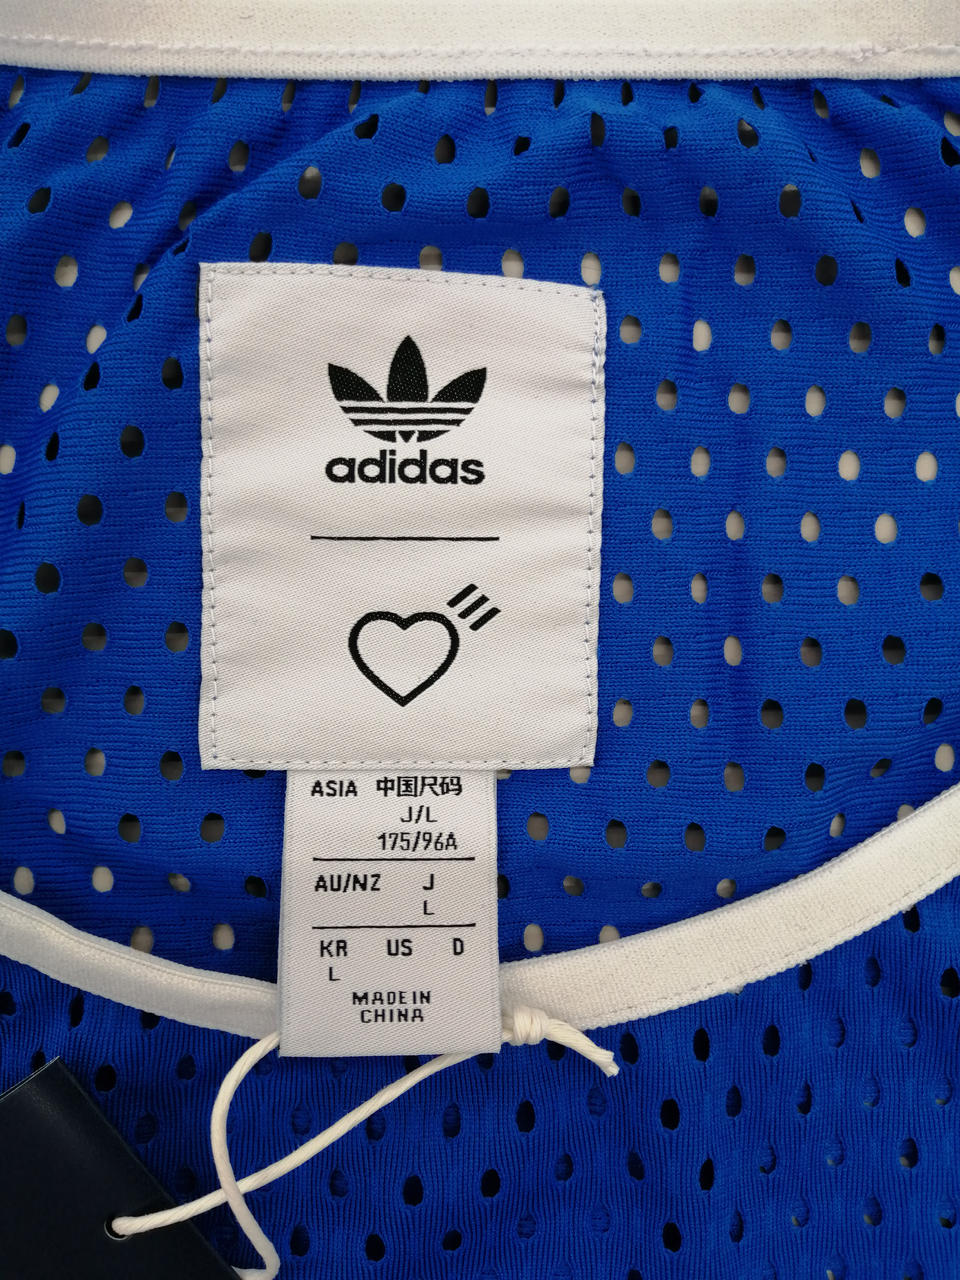 adidas
ASIA 中国尺码
J/L
175/96A
AU/NZ J
L
KR US D
L
MADE IN
CHINA